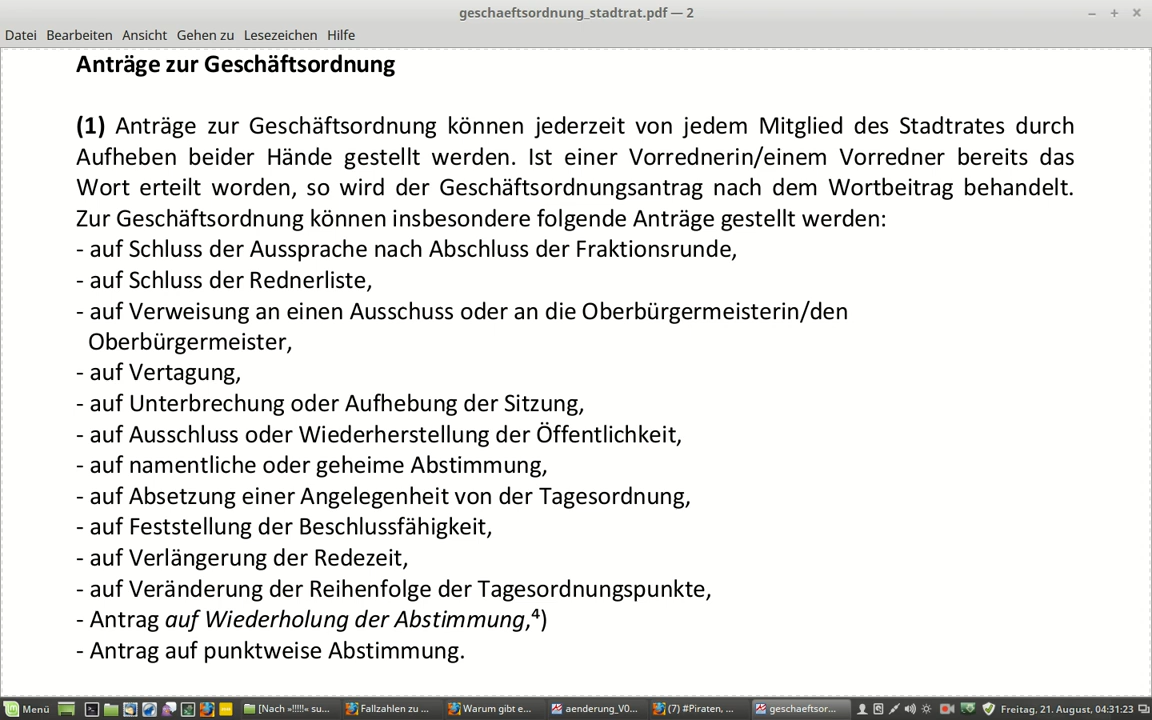 geschaeftsordnung_stadtrat.pdf — 2
Datei Bearbeiten Ansicht Gehen zu Lesezeichen Hilfe
Anträge zur Geschäftsordnung
(1) Anträge zur Geschäftsordnung können jederzeit von jedem Mitglied des Stadtrates durch
Aufheben beider Hände gestellt werden. Ist einer Vorrednerin/einem Vorredner bereits das
Wort erteilt worden, so wird der Geschäftsordnungsantrag nach dem Wortbeitrag behandelt.
Zur Geschäftsordnung können insbesondere folgende Anträge gestellt werden:
- auf Schluss der Aussprache nach Abschluss der Fraktionsrunde,
- auf Schluss der Rednerliste,
- auf Verweisung an einen Ausschuss oder an die Oberbürgermeisterin/den
Oberbürgermeister,
- auf Vertagung,
- auf Unterbrechung oder Aufhebung der Sitzung,
- auf Ausschluss oder Wiederherstellung der Öffentlichkeit,
- auf namentliche oder geheime Abstimmung,
- auf Absetzung einer Angelegenheit von der Tagesordnung,
- auf Feststellung der Beschlussfähigkeit,
- auf Verlängerung der Redezeit,
- auf Veränderung der Reihenfolge der Tagesordnungspunkte,
- Antrag auf Wiederholung der Abstimmung,⁴)
- Antrag auf punktweise Abstimmung.
Menü [Nach »!!!!!« su... Fallzahlen zu ... Warum gibt e... aenderung_V0... (7) #Piraten, ... geschaeftsor... Freitag, 21. August, 04:31:23